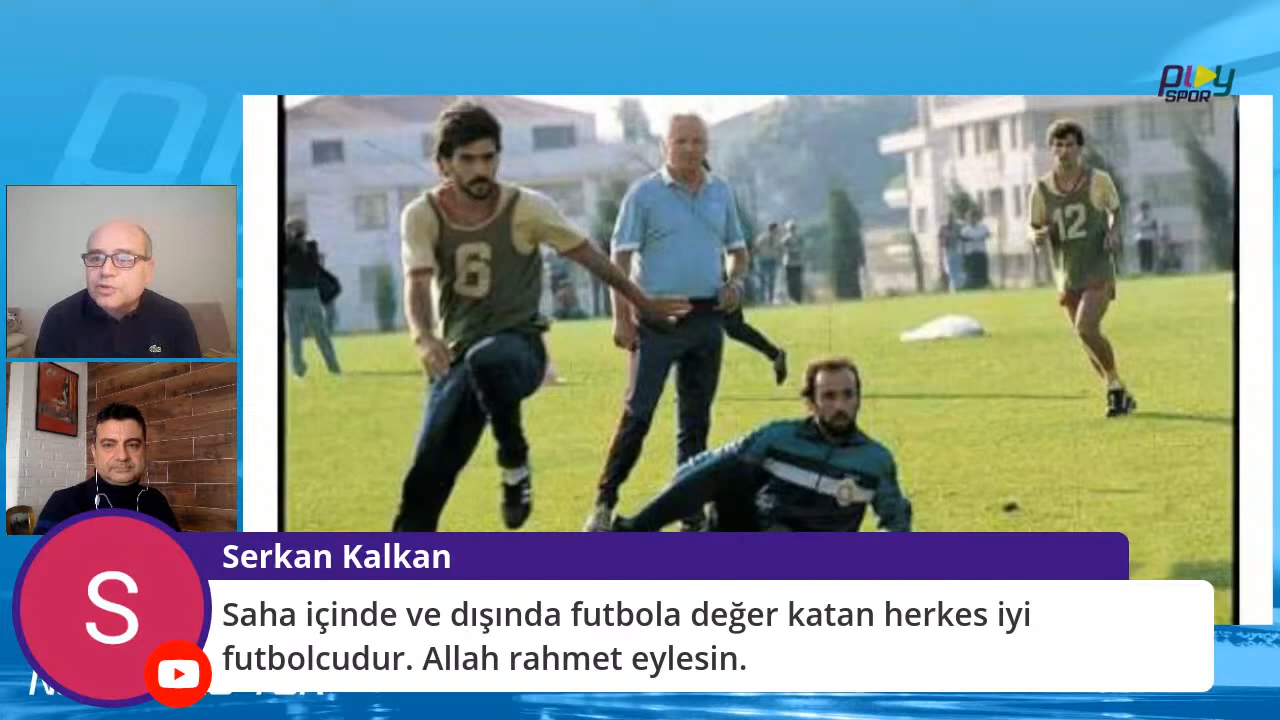 play
SPOR
6
12
Serkan Kalkan
Saha içinde ve dışında futbola değer katan herkes iyi
futbolcudur. Allah rahmet eylesin.
S